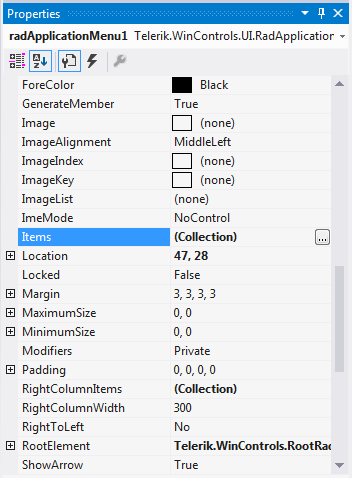 Properties
radApplicationMenu1 Telerik.WinControls.UI.RadApplication
ForeColor Black
GenerateMember True
Image (none)
ImageAlignment MiddleLeft
ImageIndex (none)
ImageKey (none)
ImageList (none)
ImeMode NoControl
Items (Collection) ...
Location 47, 28
Locked False
Margin 3, 3, 3, 3
MaximumSize 0, 0
MinimumSize 0, 0
Modifiers Private
Padding 0, 0, 0, 0
RightColumnItems (Collection)
RightColumnWidth 300
RightToLeft No
RootElement Telerik.WinControls.RootRad
ShowArrow True